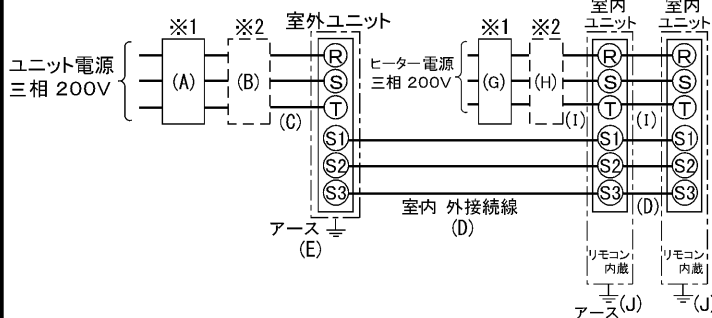 ※1
※2
室外ユニット
ユニット電源
三相 200V
(A)
(B)
(C)
R
S
T
S1
S2
S3
アース
(E)
室内 外接続線
(D)
※1
※2
ヒーター電源
三相 200V
(G)
(H)
(I)
室内
ユニット
R
S
T
S1
S2
S3
(I)
(D)
リモコン
内蔵
アース
(J)
室内
ユニット
R
S
T
S1
S2
S3
リモコン
内蔵
(J)